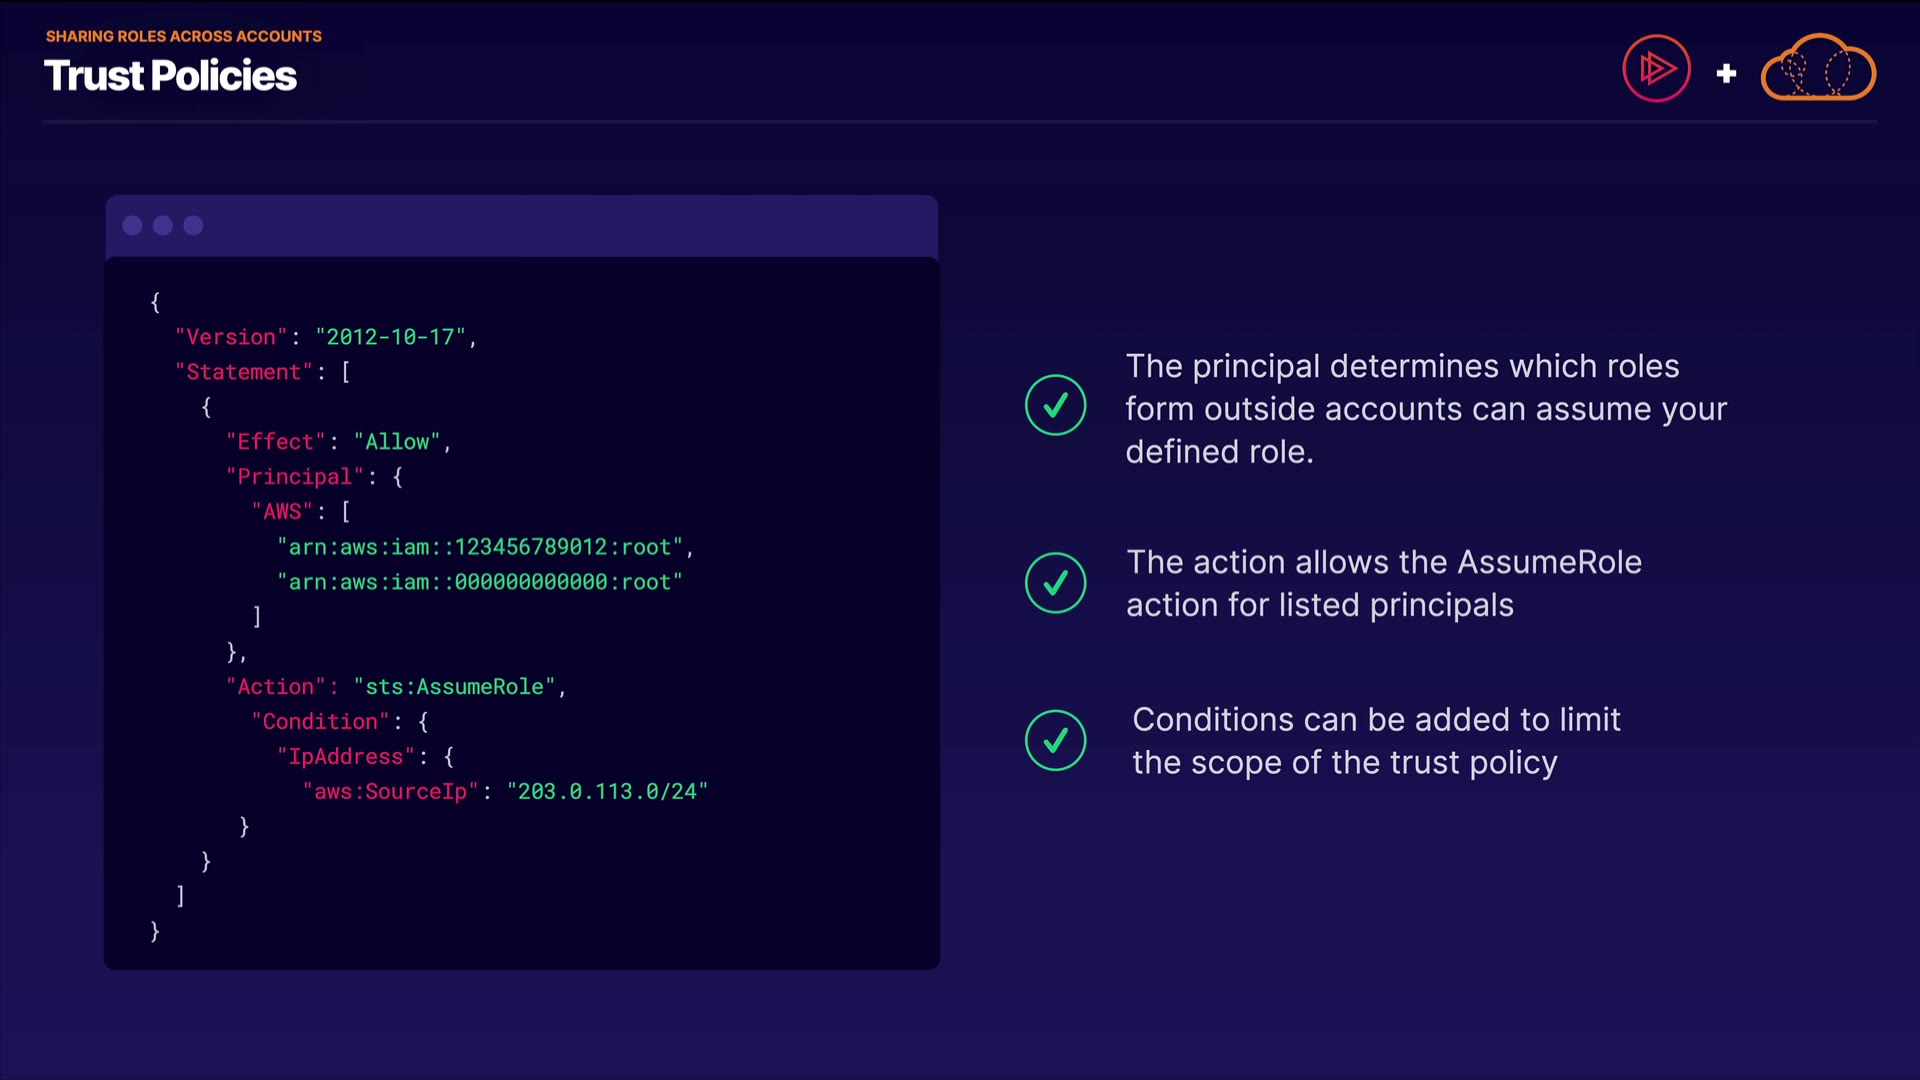 SHARING ROLES ACROSS ACCOUNTS
Trust Policies
{
"Version": "2012-10-17",
"Statement": [
{
"Effect": "Allow",
"Principal": {
"AWS": [
"arn:aws:iam::123456789012:root",
"arn:aws:iam::000000000000:root"
]
},
"Action": "sts:AssumeRole",
"Condition": {
"IpAddress": {
"aws:SourceIp": "203.0.113.0/24"
}
}
]
}
The principal determines which roles
form outside accounts can assume your
defined role.
The action allows the AssumeRole
action for listed principals
Conditions can be added to limit
the scope of the trust policy